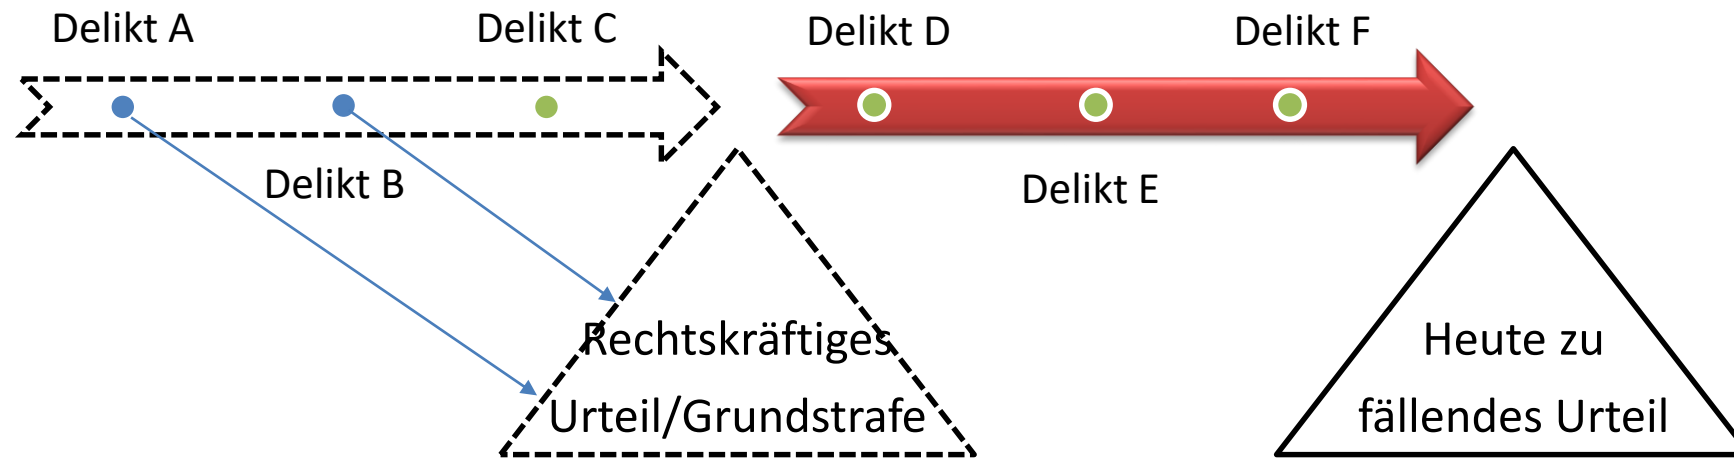 Delikt A
Delikt C
Delikt D
Delikt F
Delikt B
Delikt E
Rechtskräftiges
Urteil/Grundstrafe
Heute zu
fällendes Urteil